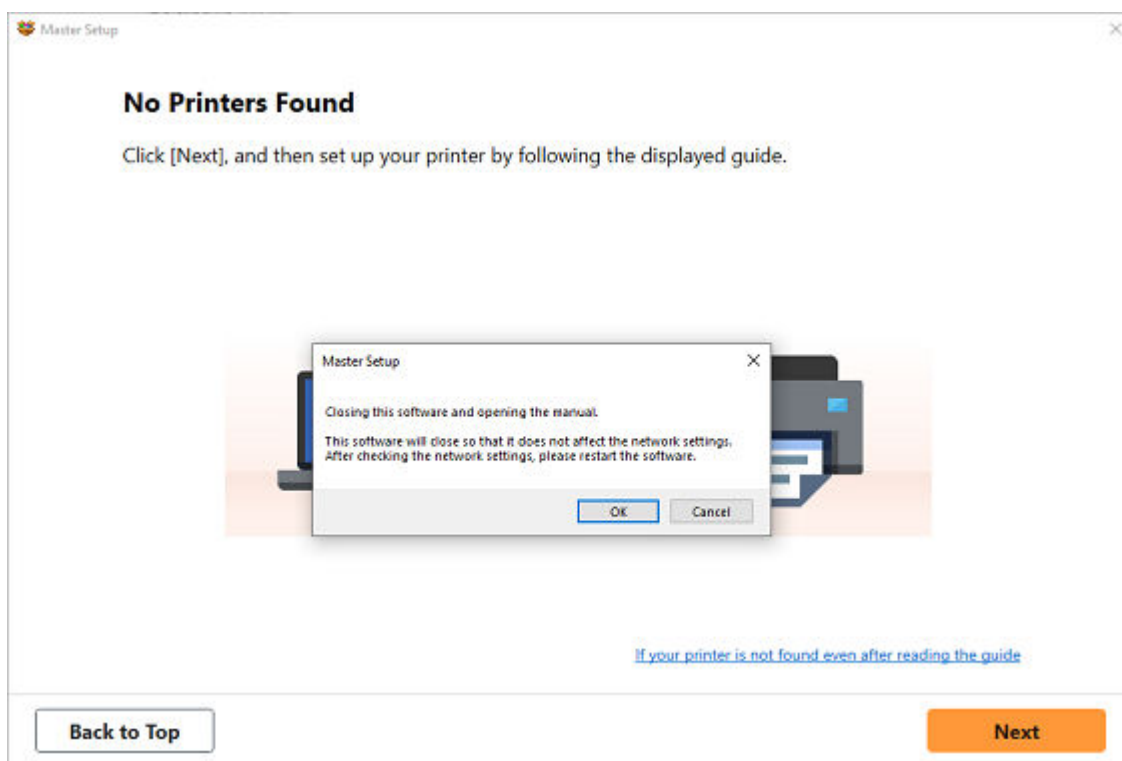 Master Setup
No Printers Found
Click [Next], and then set up your printer by following the displayed guide.
Master Setup
Closing this software and opening the manual.
This software will close so that it does not affect the network settings.
After checking the network settings, please restart the software.
OK
Cancel
If your printer is not found even after reading the guide
Back to Top
Next